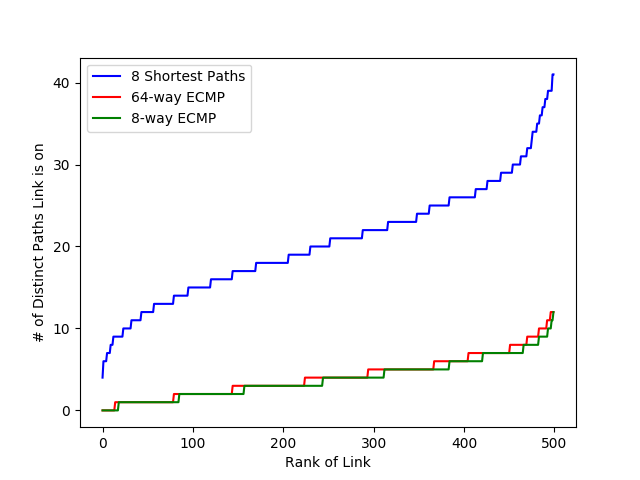 8 Shortest Paths
64-way ECMP
8-way ECMP
# of Distinct Paths Link is on
40
30
20
10
0
0 100 200 300 400 500
Rank of Link